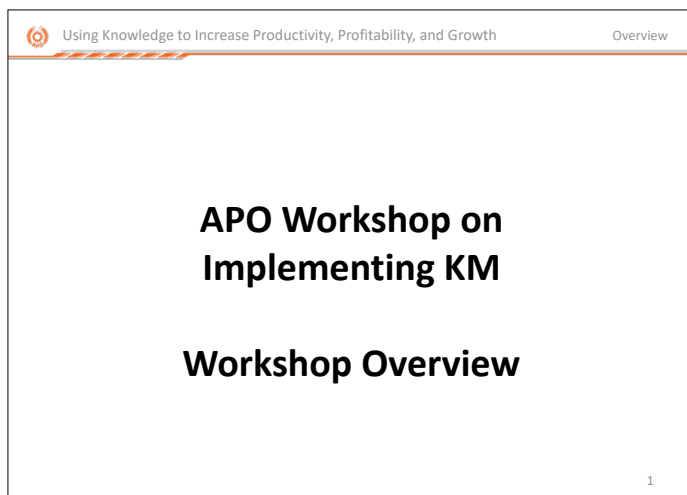 Using Knowledge to Increase Productivity, Profitability, and Growth Overview
APO Workshop on
Implementing KM
Workshop Overview
1